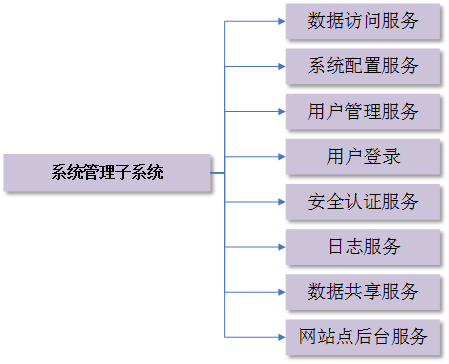 数据访问服务
系统配置服务
用户管理服务
用户登录
系统管理子系统
安全认证服务
日志服务
数据共享服务
网站点后台服务